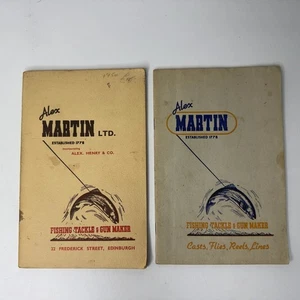 Alex
MARTIN LTD.
ESTABLISHED 1778
Incorporating
ALEX. HENRY & CO.
FISHING TACKLE & GUN MAKER
22 FREDERICK STREET, EDINBURGH
Alex
MARTIN
ESTABLISHED 1778
FISHING TACKLE & GUN MAKER
Cases, Flies, Reels, Lines